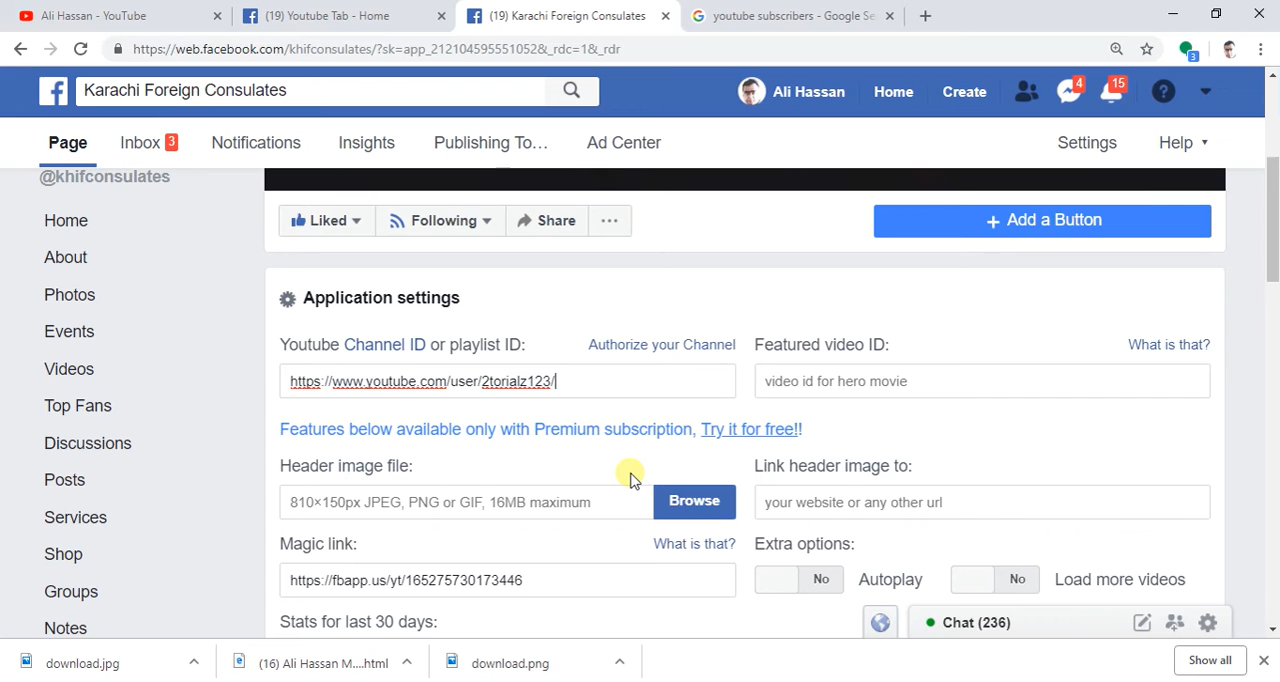 Ali Hassan - YouTube
(19) Youtube Tab - Home
(19) Karachi Foreign Consulates
youtube subscribers - Google Se
https://web.facebook.com/khifconsulates/?sk=app_212104595551052&_rdc=1&_rdr
3
Karachi Foreign Consulates
Ali Hassan
Home
Create
4
15
Page
Inbox 3
Notifications
Insights
Publishing To…
Ad Center
Settings
Help
@khifconsulates
Home
About
Photos
Events
Videos
Top Fans
Discussions
Posts
Services
Shop
Groups
Notes
Liked
Following
Share
Add a Button
Application settings
Youtube Channel ID or playlist ID:
Authorize your Channel
https://www.youtube.com/user/2torialz123/
Featured video ID:
What is that?
video id for hero movie
Features below available only with Premium subscription, Try it for free!!
Header image file:
810×150px JPEG, PNG or GIF, 16MB maximum
Browse
Link header image to:
your website or any other url
Magic link:
What is that?
https://fbapp.us/yt/165275730173446
Extra options:
No
Autoplay
No
Load more videos
Stats for last 30 days:
Chat (236)
download.jpg
(16) Ali Hassan M....html
download.png
Show all